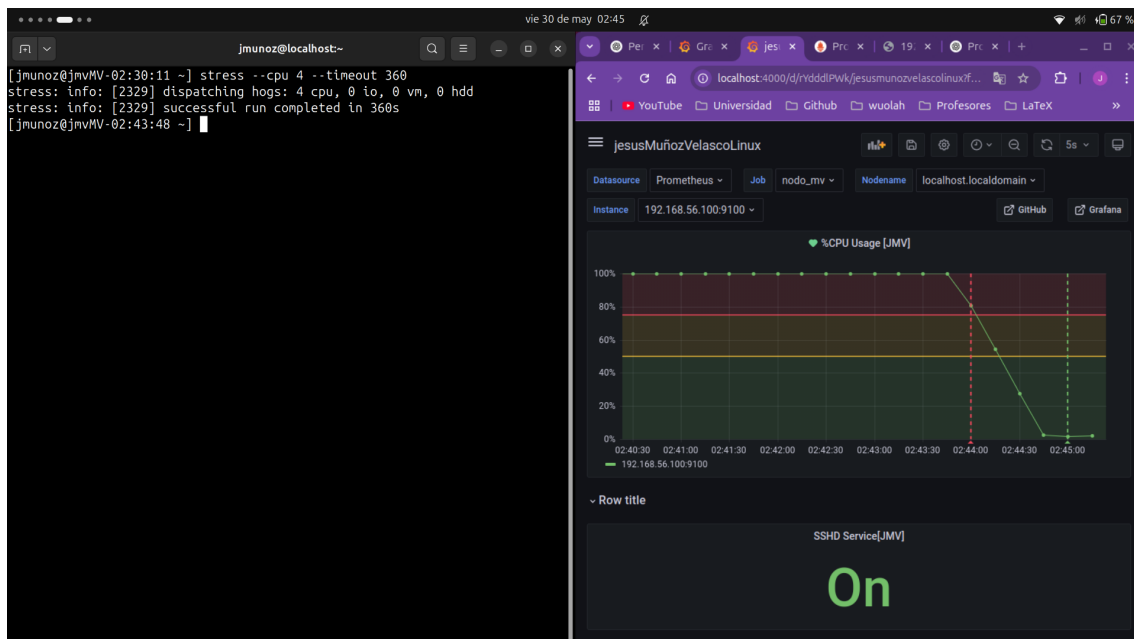 vie 30 de may 02:45
67 %
jmunoz@localhost:~
[jmunoz@jmvMV-02:30:11 ~] stress --cpu 4 --timeout 360
stress: info: [2329] dispatching hogs: 4 cpu, 0 io, 0 vm, 0 hdd
stress: info: [2329] successful run completed in 360s
[jmunoz@jmvMV-02:43:48 ~]
Per
Gra
jes
Pro
19
Pro
localhost:4000/d/rYdddlPWk/jesusmunozvelascolinux?f...
J
YouTube
Universidad
Github
wuolah
Profesores
LaTeX
»
jesusMuñozVelascoLinux
5s
Datasource Prometheus
Job nodo_mv
Nodename localhost.localdomain
Instance 192.168.56.100:9100
GitHub
Grafana
%CPU Usage [JMV]
100%
80%
60%
40%
20%
0%
02:40:30 02:41:00 02:41:30 02:42:00 02:42:30 02:43:00 02:43:30 02:44:00 02:44:30 02:45:00
192.168.56.100:9100
Row title
SSHD Service[JMV]
On